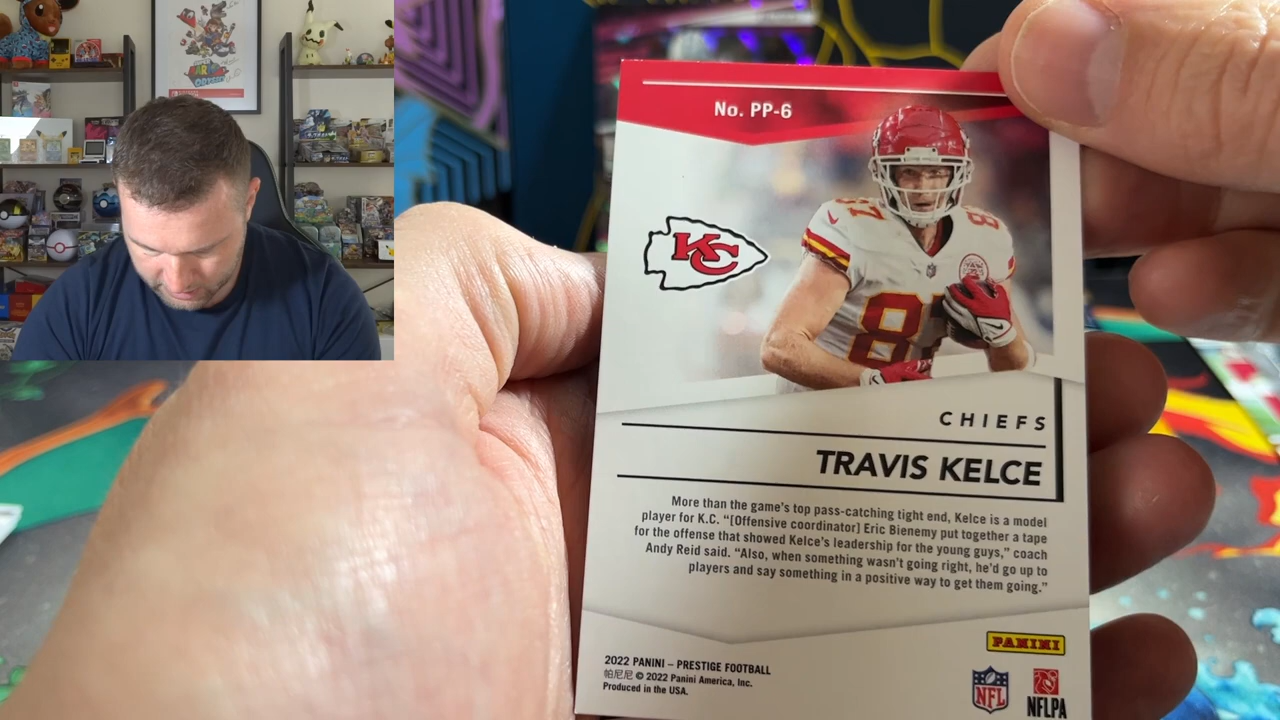 No. PP-6
KC
87
8
87
CHIEFS
TRAVIS KELCE
More than the game's top pass-catching tight end, Kelce is a model
player for K.C. "[Offensive coordinator] Eric Bienemy put together a tape
for the offense that showed Kelce's leadership for the young guys," coach
Andy Reid said. "Also, when something wasn't going right, he'd go up to
players and say something in a positive way to get them going."
PANINI
2022 PANINI – PRESTIGE FOOTBALL
帕尼尼 © 2022 Panini America, Inc.
Produced in the USA.
NFL
NFLPA